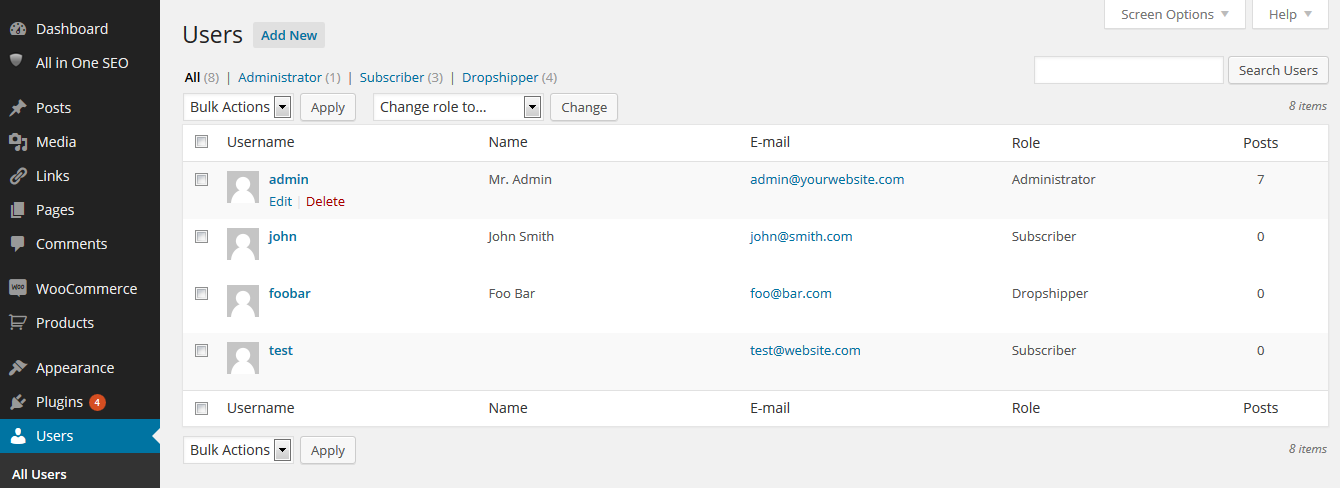 Dashboard
All in One SEO
Posts
Media
Links
Pages
Comments
WOO WooCommerce
Products
Appearance
Plugins 4
Users
All Users
Screen Options Help
Users Add New
All (8) | Administrator (1) | Subscriber (3) | Dropshipper (4)
Search Users
Bulk Actions Apply Change role to... Change 8 items
Username Name E-mail Role Posts
admin Mr. Admin admin@yourwebsite.com Administrator 7
Edit | Delete
john John Smith john@smith.com Subscriber 0
foobar Foo Bar foo@bar.com Dropshipper 0
test test@website.com Subscriber 0
Username Name E-mail Role Posts
Bulk Actions Apply 8 items